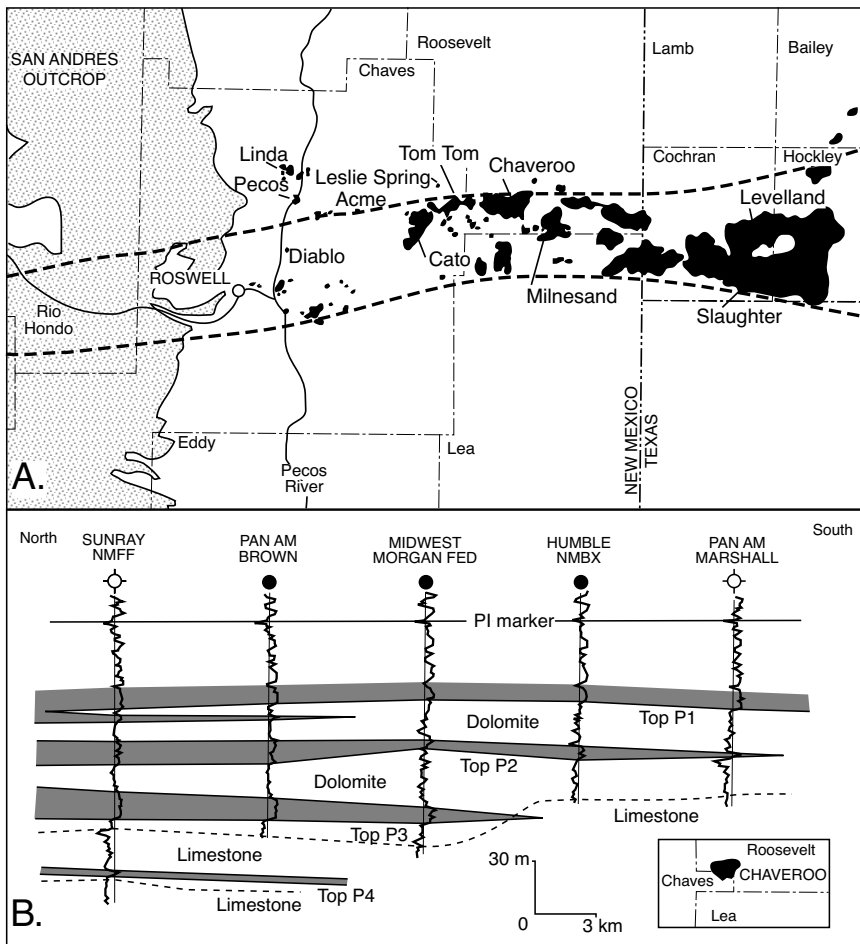 SAN ANDRES
OUTCROP
Roosevelt
Chaves
Lamb
Bailey
Linda
Pecos
Leslie Spring
Acme
Tom Tom
Chaveroo
Cochran
Hockley
Levelland
ROSWELL
Diablo
Cato
Milnesand
Slaughter
Rio
Hondo
Eddy
Lea
Pecos
River
NEW MEXICO
TEXAS
A.
North
South
SUNRAY
NMFF
PAN AM
BROWN
MIDWEST
MORGAN FED
HUMBLE
NMBX
PAN AM
MARSHALL
PI marker
Dolomite
Top P1
Dolomite
Top P2
Limestone
Top P3
Limestone
Top P4
Limestone
30 m
0
3 km
Roosevelt
Chaves
CHAVEROO
Lea
B.